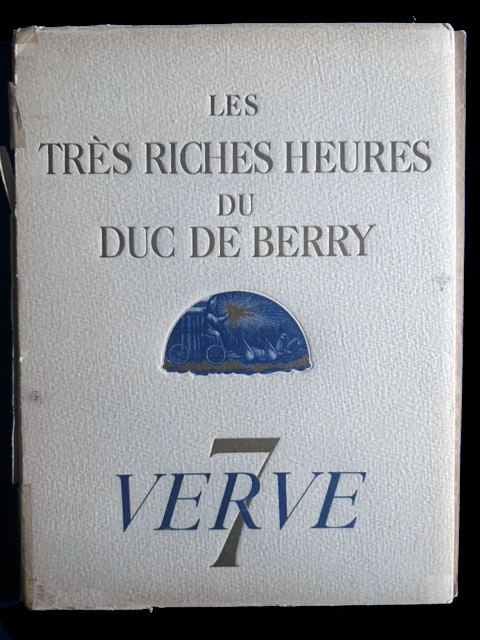 LES
TRÈS RICHES HEURES
DU
DUC DE BERRY
7
VERVE